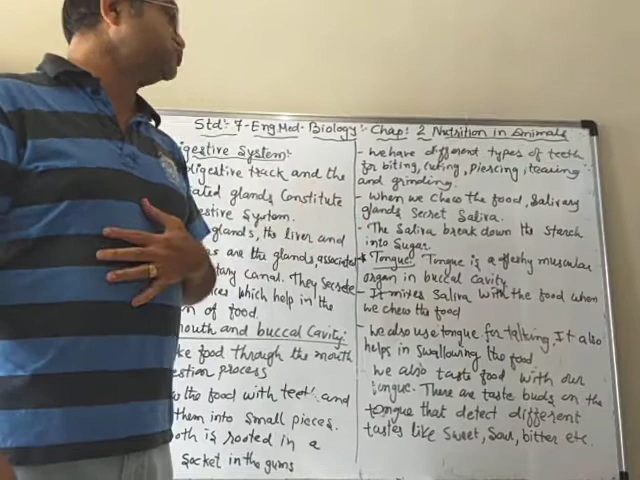 Std:- 7 - Eng Med - Biology:- Chap: 2 Nutrition in Animals
igestive System:-
digestive track and the
ated glands Constitute
estive System.
glands, the liver and
s are the glands, associated
tary Canal. They Secrete
ices which help in the
n of food.
mouth and buccal Cavity:-
ke food through the mouth
estion process
w the food with teeth and
them into Small pieces.
oth is rooted in a
Socket in the gums
- We have different types of teeth
for biting, cuting, piercing, tearing
and grinding.
- When we chew the food, Salivary
glands Secret Saliva.
- The Saliva break down the Starch
into Sugar.
* Tongue:- Tongue is a fleshy muscular
organ in buccal cavity
- It mixes Saliva with the food when
we chew the food
- We also use tongue for talking. It also
helps in Swallowing the food
We also taste food with our
tongue. There are taste buds on the
tongue that detect different
tastes like Sweet, Sour, bitter etc.